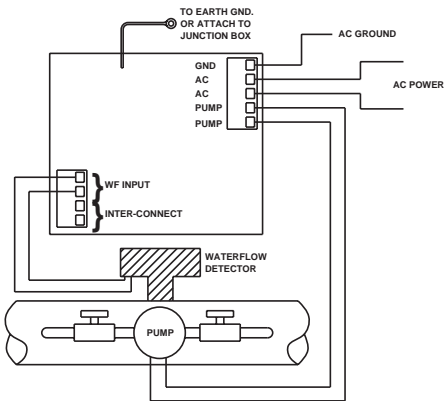 TO EARTH GND.
OR ATTACH TO
JUNCTION BOX
AC GROUND
GND
AC
AC
PUMP
PUMP
AC POWER
WF INPUT
INTER-CONNECT
WATERFLOW
DETECTOR
PUMP